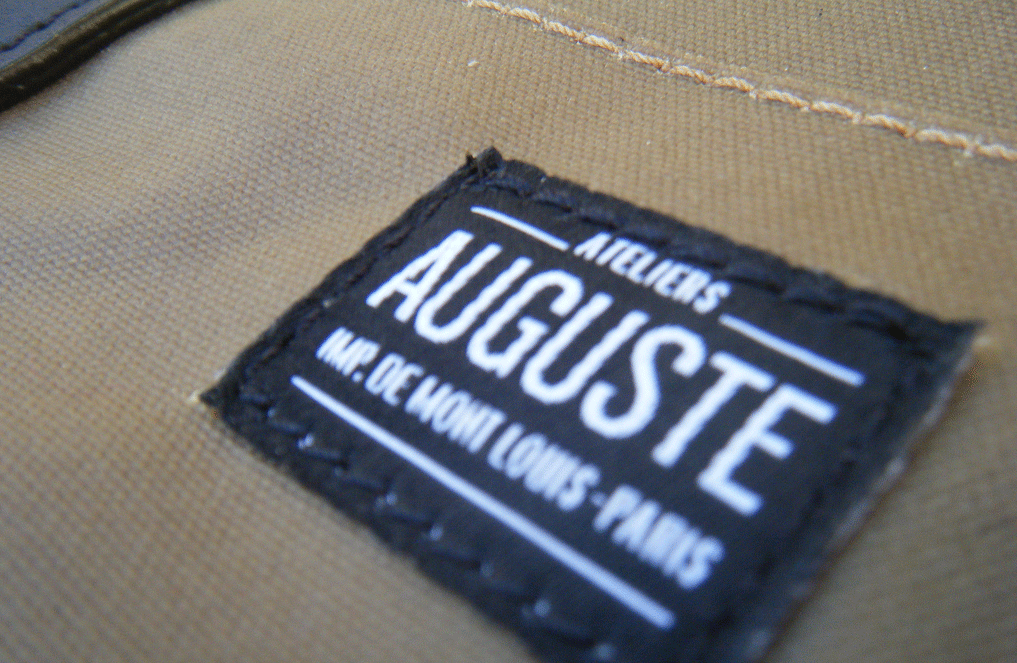 ATELIERS
AUGUSTE
IMP. DE MONT LOUIS-PARIS